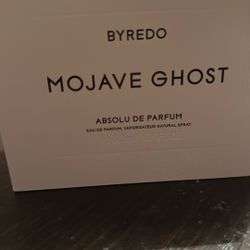 BYREDO
MOJAVE GHOST
ABSOLU DE PARFUM
EAU DE PARFUM, VAPORISATEUR NATURAL SPRAY